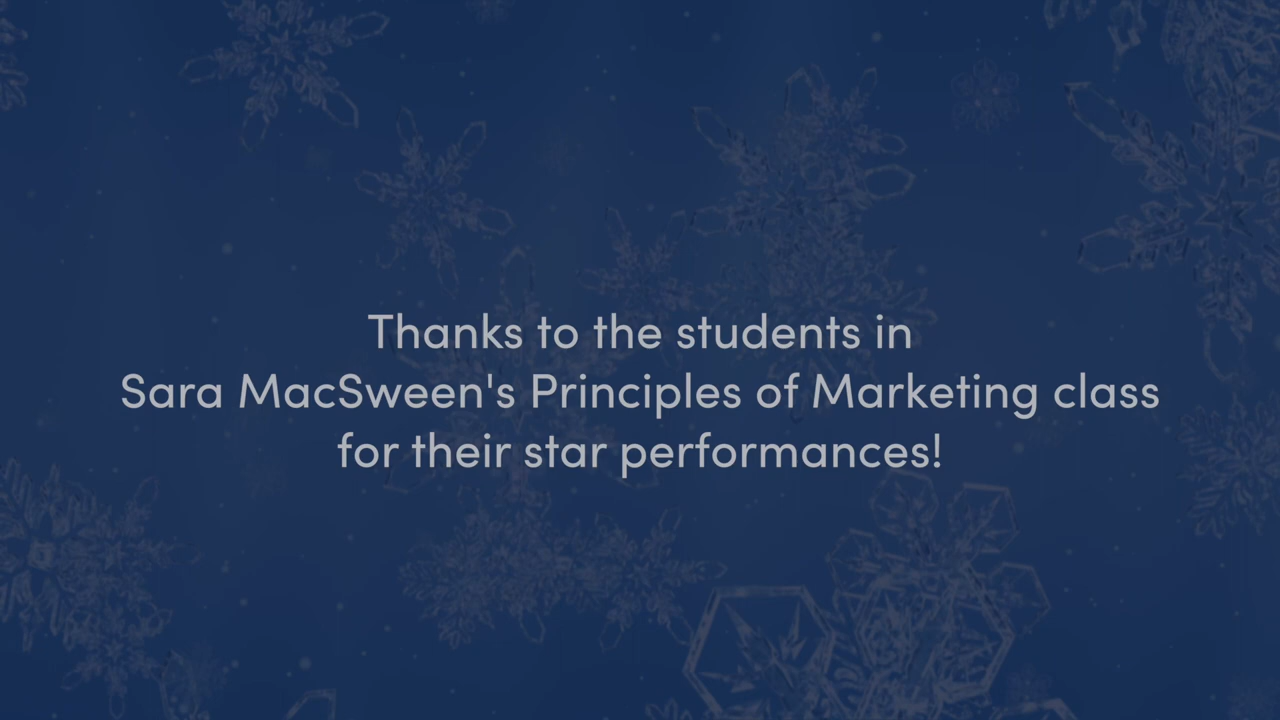 Thanks to the students in
Sara MacSween's Principles of Marketing class
for their star performances!